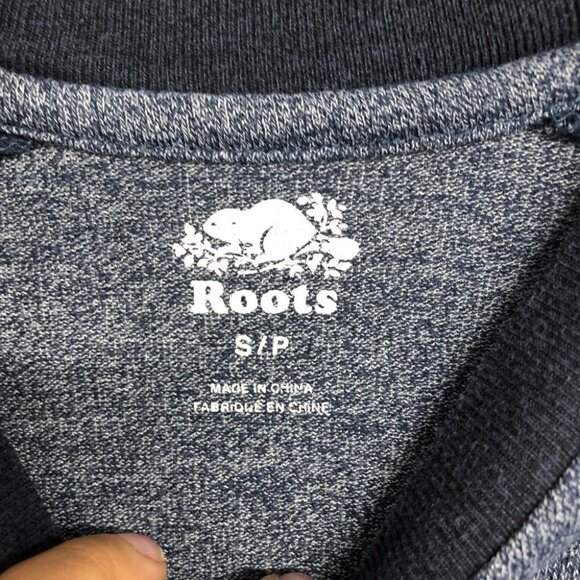 Roots
S/P
MADE IN CHINA
FABRIQUÉ EN CHINE